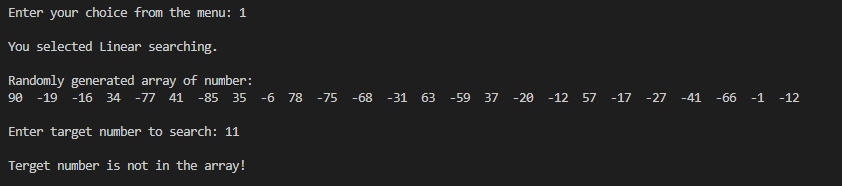 Enter your choice from the menu: 1
You selected Linear searching.
Randomly generated array of number:
90 -19 -16 34 -77 41 -85 35 -6 78 -75 -68 -31 63 -59 37 -20 -12 57 -17 -27 -41 -66 -1 -12
Enter target number to search: 11
Terget number is not in the array!